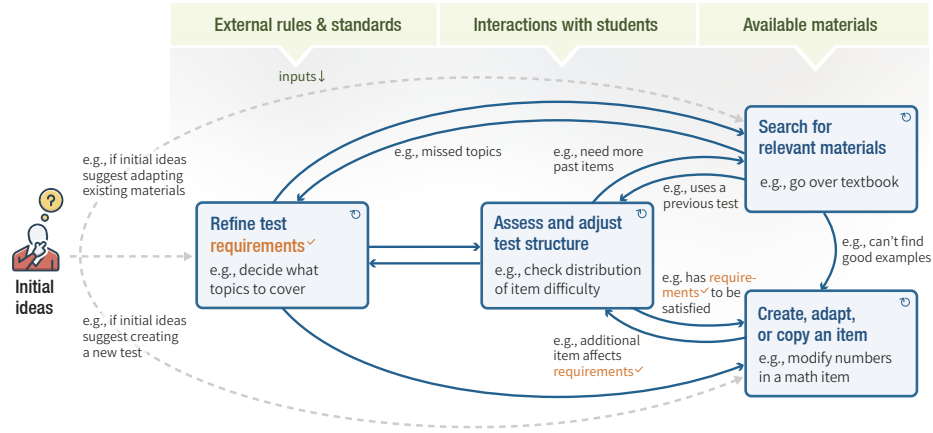 External rules & standards
Interactions with students
Available materials
inputs↓
e.g., if initial ideas
suggest adapting
existing materials
e.g., missed topics
e.g., need more
past items
Search for
relevant materials
e.g., go over textbook
e.g., uses a
previous test
?
Initial
ideas
Refine test
requirements✓
e.g., decide what
topics to cover
Assess and adjust
test structure
e.g., check distribution
of item difficulty
e.g., can't find
good examples
e.g. has require-
ments✓ to be
satisfied
e.g., if initial ideas
suggest creating
a new test
e.g., additional
item affects
requirements✓
Create, adapt,
or copy an item
e.g., modify numbers
in a math item